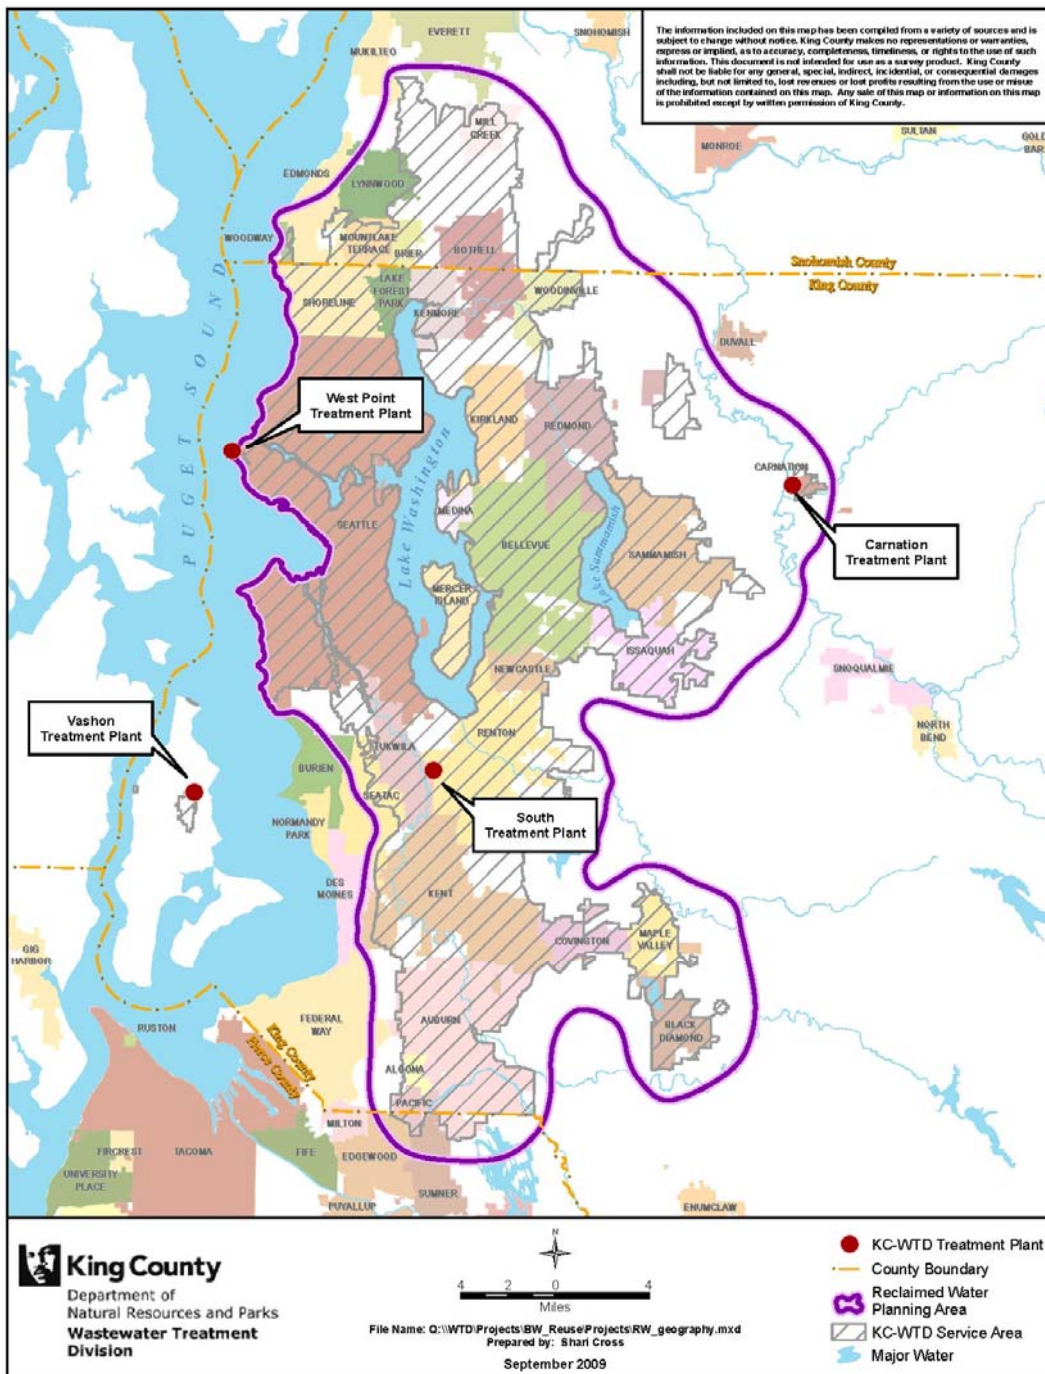 The information included on this map has been compiled from a variety of sources and is
subject to change without notice. King County makes no representations or warranties,
express or implied, as to accuracy, completeness, timeliness, or rights to the use of such
information. This document is not intended for use as a survey product. King County
shall not be liable for any general, special, indirect, incidental, or consequential damages
including, but not limited to, lost revenues or lost profits resulting from the use or misue
of the information contained on this map. Any sale of this map or information on this map
is prohibited except by written permission of King County.
EVERETT
SNOHOMISH
MUKILTEO
MILL
CREEK
SULTAN
GOLD
BAR
MONROE
EDMONDS
LYNNWOOD
WOODWAY
MOUNTLAKE
TERRACE
BRIER
BOTHELL
Snohomish County
King County
LAKE
FOREST
PARK
SHORELINE
KENMORE
WOODINVILLE
DUVALL
PUGET SOUND
West Point
Treatment Plant
KIRKLAND
REDMOND
Lake Washington
CARNATION
MEDINA
SEATTLE
BELLEVUE
Lake Sammamish
SAMMAMISH
Carnation
Treatment Plant
MERCER
ISLAND
ISSAQUAH
NEWCASTLE
SNOQUALMIE
NORTH
BEND
Vashon
Treatment Plant
RENTON
TUKWILA
BURIEN
SEATAC
NORMANDY
PARK
South
Treatment Plant
DES
MOINES
KENT
COVINGTON
MAPLE
VALLEY
GIG
HARBOR
FEDERAL
WAY
AUBURN
BLACK
DIAMOND
RUSTON
King County
Pierce County
ALGONA
PACIFIC
MILTON
FIRCREST
TACOMA
FIFE
EDGEWOOD
UNIVERSITY
PLACE
SUMNER
PUYALLUP
ENUMCLAW
King County
Department of
Natural Resources and Parks
Wastewater Treatment
Division
N
4 2 0 4
Miles
File Name: Q:\\WTD\Projects\BW_Reuse\Projects\RW_geography.mxd
Prepared by: Shari Cross
September 2009
KC-WTD Treatment Plant
County Boundary
Reclaimed Water
Planning Area
KC-WTD Service Area
Major Water